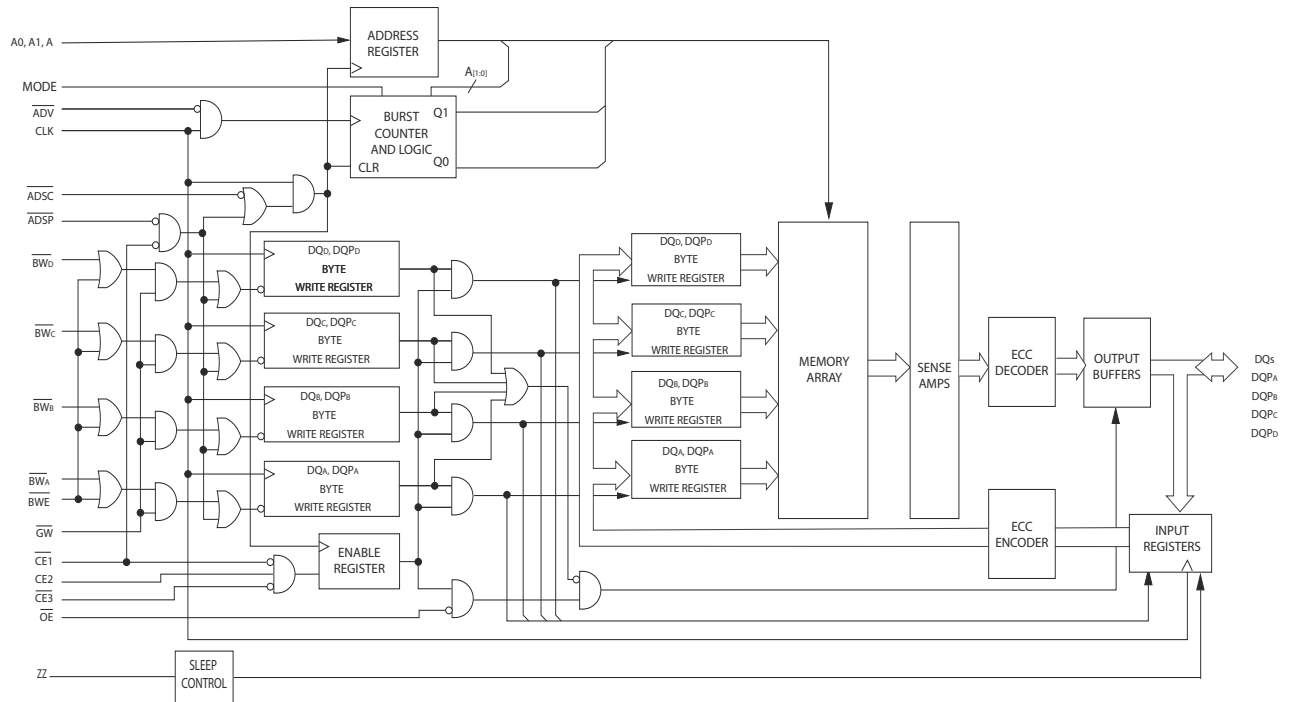 A0, A1, A
ADDRESS
REGISTER
A[1:0]
MODE
ADV
CLK
BURST
COUNTER
AND LOGIC
Q1
Q0
CLR
ADSC
ADSP
BWD
BWC
BWB
BWA
BWE
GW
CE1
CE2
CE3
OE
ZZ
DQD, DQPD
BYTE
WRITE REGISTER
DQC, DQPC
BYTE
WRITE REGISTER
DQB, DQPB
BYTE
WRITE REGISTER
DQA, DQPA
BYTE
WRITE REGISTER
ENABLE
REGISTER
SLEEP
CONTROL
DQD, DQPD
BYTE
WRITE REGISTER
DQC, DQPC
BYTE
WRITE REGISTER
DQB, DQPB
BYTE
WRITE REGISTER
DQA, DQPA
BYTE
WRITE REGISTER
MEMORY
ARRAY
SENSE
AMPS
ECC
DECODER
OUTPUT
BUFFERS
ECC
ENCODER
INPUT
REGISTERS
DQs
DQPA
DQPB
DQPC
DQPD